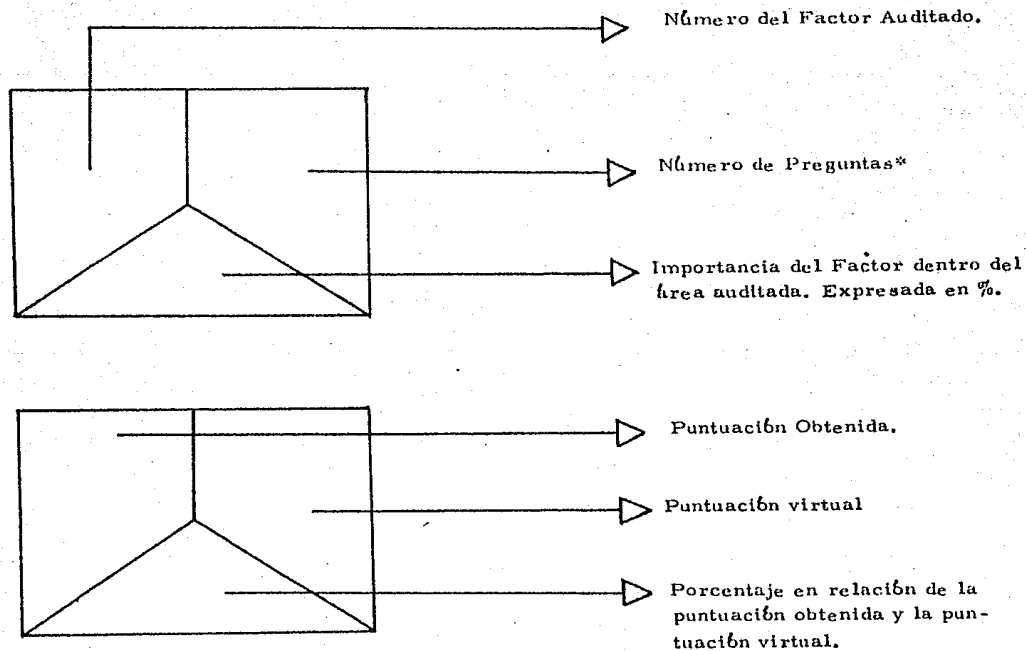 Número del Factor Auditado.
Número de Preguntas*
Importancia del Factor dentro del
área auditada. Expresada en %.
Puntuación Obtenida.
Puntuación virtual
Porcentaje en relación de la
puntuación obtenida y la pun-
tuación virtual.